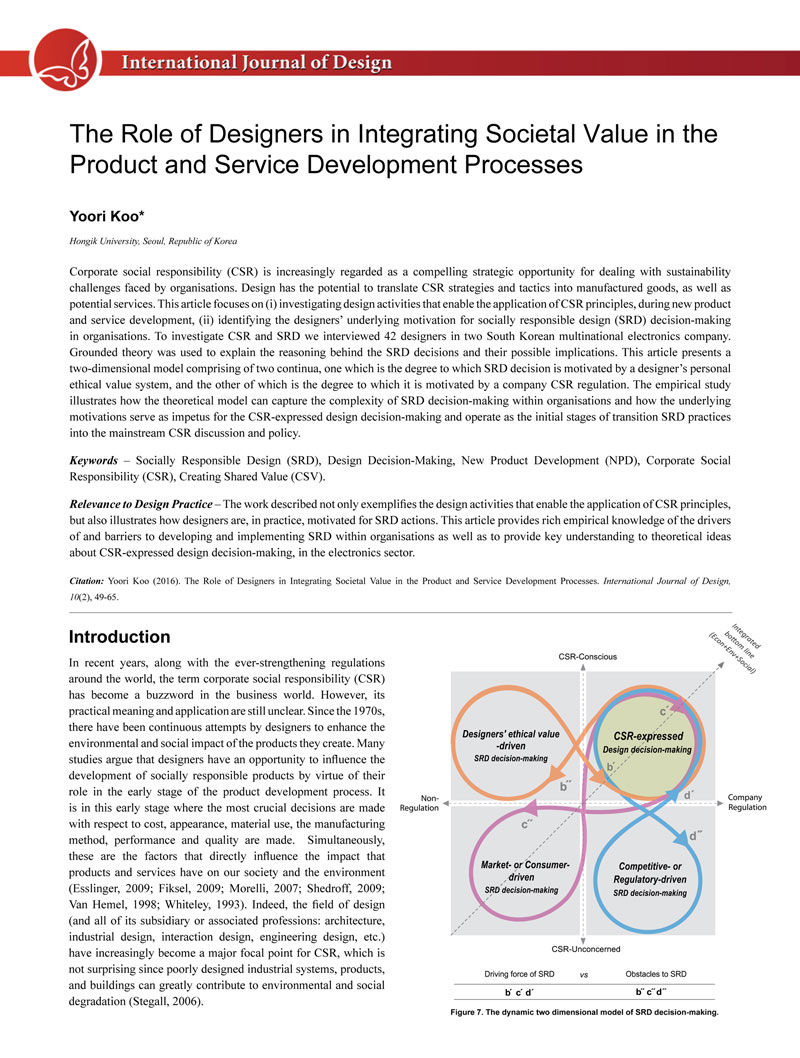 International Journal of Design
The Role of Designers in Integrating Societal Value in the
Product and Service Development Processes
Yoori Koo*
Hongik University, Seoul, Republic of Korea
Corporate social responsibility (CSR) is increasingly regarded as a compelling strategic opportunity for dealing with sustainability
challenges faced by organisations. Design has the potential to translate CSR strategies and tactics into manufactured goods, as well as
potential services. This article focuses on (i) investigating design activities that enable the application of CSR principles, during new product
and service development, (ii) identifying the designers' underlying motivation for socially responsible design (SRD) decision-making
in organisations. To investigate CSR and SRD we interviewed 42 designers in two South Korean multinational electronics company.
Grounded theory was used to explain the reasoning behind the SRD decisions and their possible implications. This article presents a
two-dimensional model comprising of two continua, one which is the degree to which SRD decision is motivated by a designer's personal
ethical value system, and the other of which is the degree to which it is motivated by a company CSR regulation. The empirical study
illustrates how the theoretical model can capture the complexity of SRD decision-making within organisations and how the underlying
motivations serve as impetus for the CSR-expressed design decision-making and operate as the initial stages of transition SRD practices
into the mainstream CSR discussion and policy.
Keywords – Socially Responsible Design (SRD), Design Decision-Making, New Product Development (NPD), Corporate Social
Responsibility (CSR), Creating Shared Value (CSV).
Relevance to Design Practice – The work described not only exemplifies the design activities that enable the application of CSR principles,
but also illustrates how designers are, in practice, motivated for SRD actions. This article provides rich empirical knowledge of the drivers
of and barriers to developing and implementing SRD within organisations as well as to provide key understanding to theoretical ideas
about CSR-expressed design decision-making, in the electronics sector.
Citation: Yoori Koo (2016). The Role of Designers in Integrating Societal Value in the Product and Service Development Processes. International Journal of Design,
10(2), 49-65.
Introduction
In recent years, along with the ever-strengthening regulations
around the world, the term corporate social responsibility (CSR)
has become a buzzword in the business world. However, its
practical meaning and application are still unclear. Since the 1970s,
there have been continuous attempts by designers to enhance the
environmental and social impact of the products they create. Many
studies argue that designers have an opportunity to influence the
development of socially responsible products by virtue of their
role in the early stage of the product development process. It
is in this early stage where the most crucial decisions are made
with respect to cost, appearance, material use, the manufacturing
method, performance and quality are made. Simultaneously,
these are the factors that directly influence the impact that
products and services have on our society and the environment
(Esslinger, 2009; Fiksel, 2009; Morelli, 2007; Shedroff, 2009;
Van Hemel, 1998; Whiteley, 1993). Indeed, the field of design
(and all of its subsidiary or associated professions: architecture,
industrial design, interaction design, engineering design, etc.)
have increasingly become a major focal point for CSR, which is
not surprising since poorly designed industrial systems, products,
and buildings can greatly contribute to environmental and social
degradation (Stegall, 2006).
Integrated
bottom line
(Econ+Env+Social)
CSR-Conscious
c´
Designers' ethical value
-driven
SRD decision-making
CSR-expressed
Design decision-making
b´
b˝
d´
Non-
Regulation
Company
Regulation
c˝
d˝
Market- or Consumer-
driven
SRD decision-making
Competitive- or
Regulatory-driven
SRD decision-making
CSR-Unconcerned
Driving force of SRD vs Obstacles to SRD
b´ c´ d´ b˝ c˝ d˝
Figure 7. The dynamic two dimensional model of SRD decision-making.